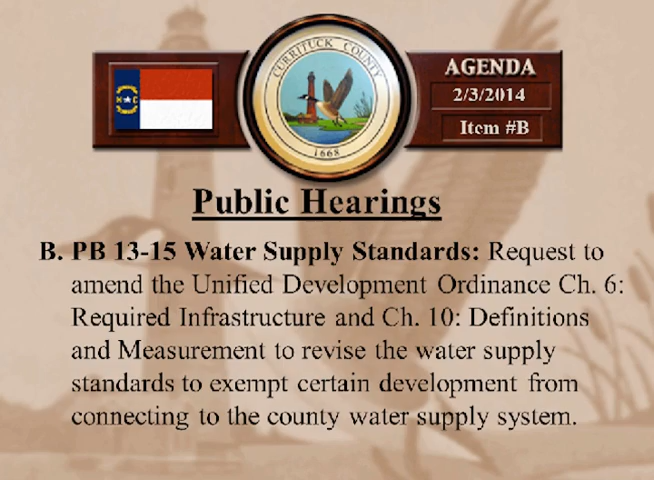 CURRITUCK COUNTY
1668
AGENDA
2/3/2014
Item #B
Public Hearings
B. PB 13-15 Water Supply Standards: Request to
amend the Unified Development Ordinance Ch. 6:
Required Infrastructure and Ch. 10: Definitions
and Measurement to revise the water supply
standards to exempt certain development from
connecting to the county water supply system.